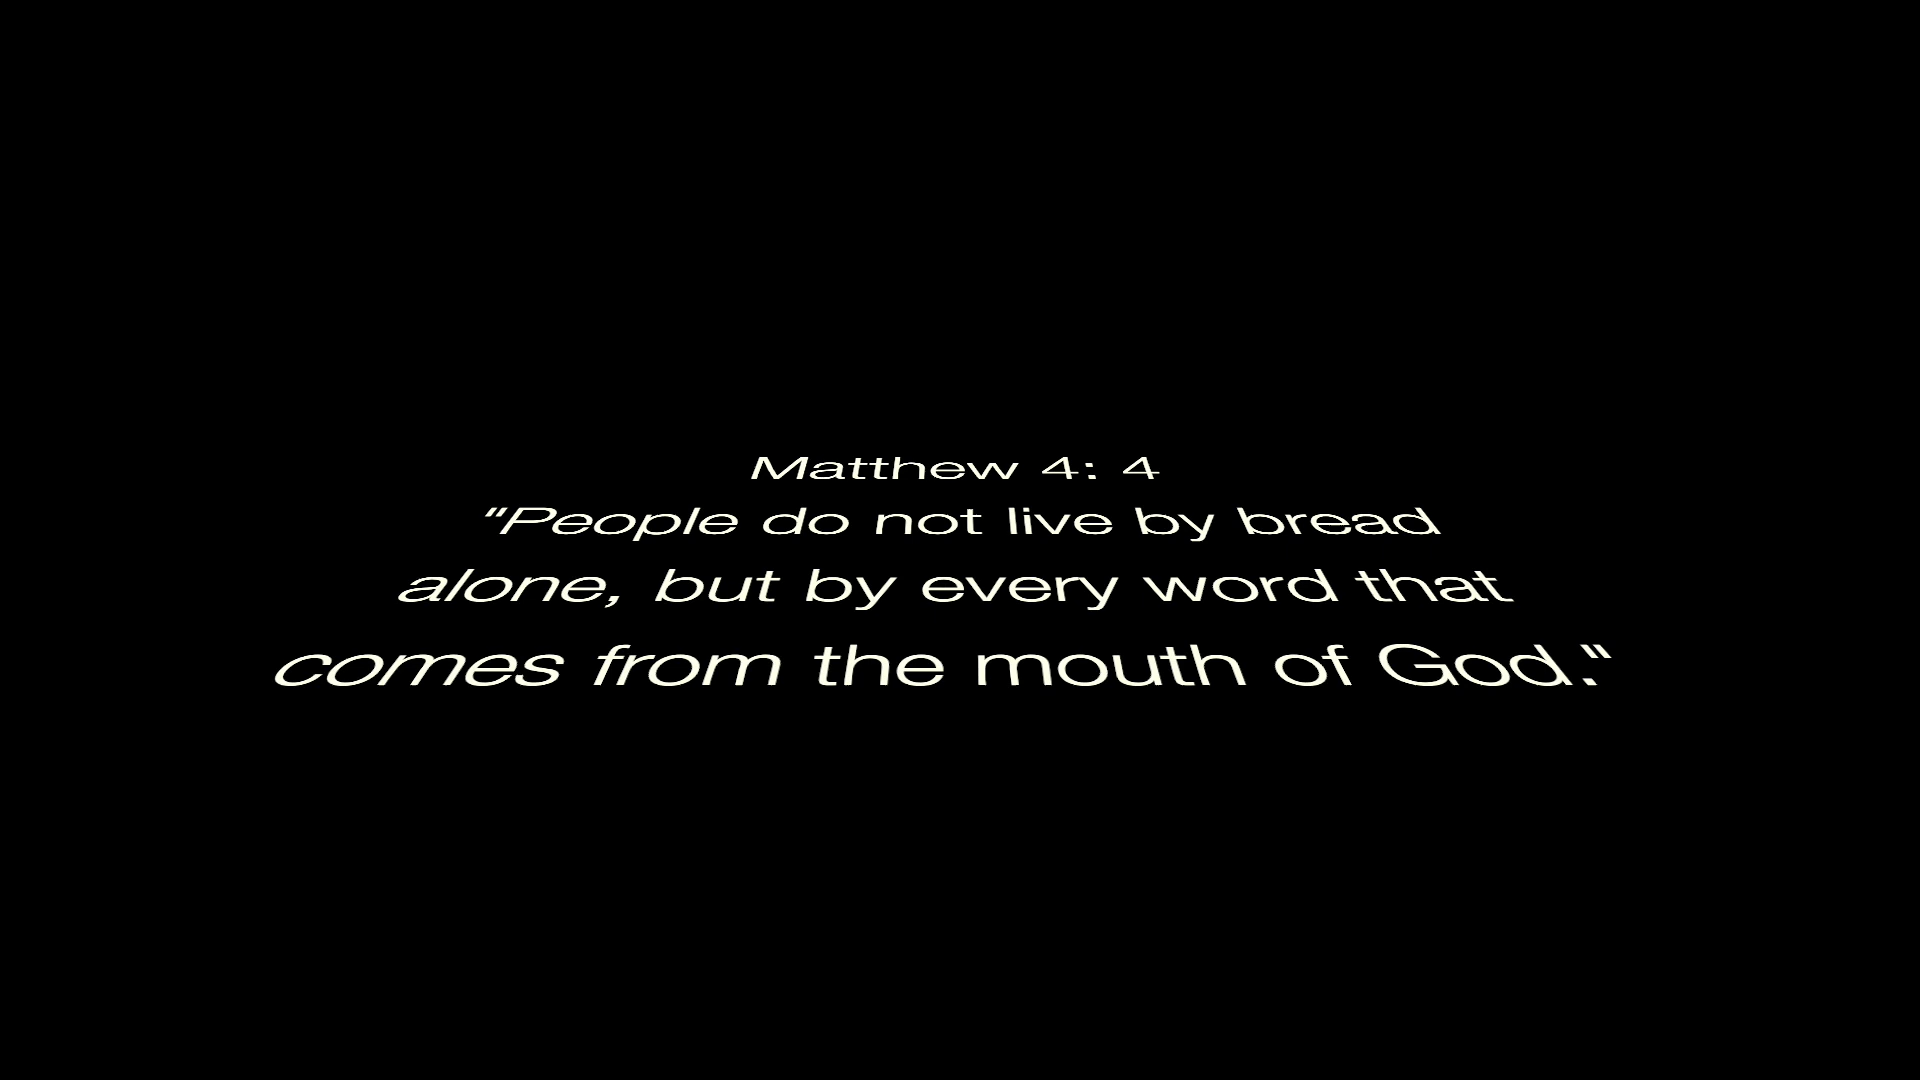 Matthew 4: 4
"People do not live by bread
alone, but by every word that
comes from the mouth of God."